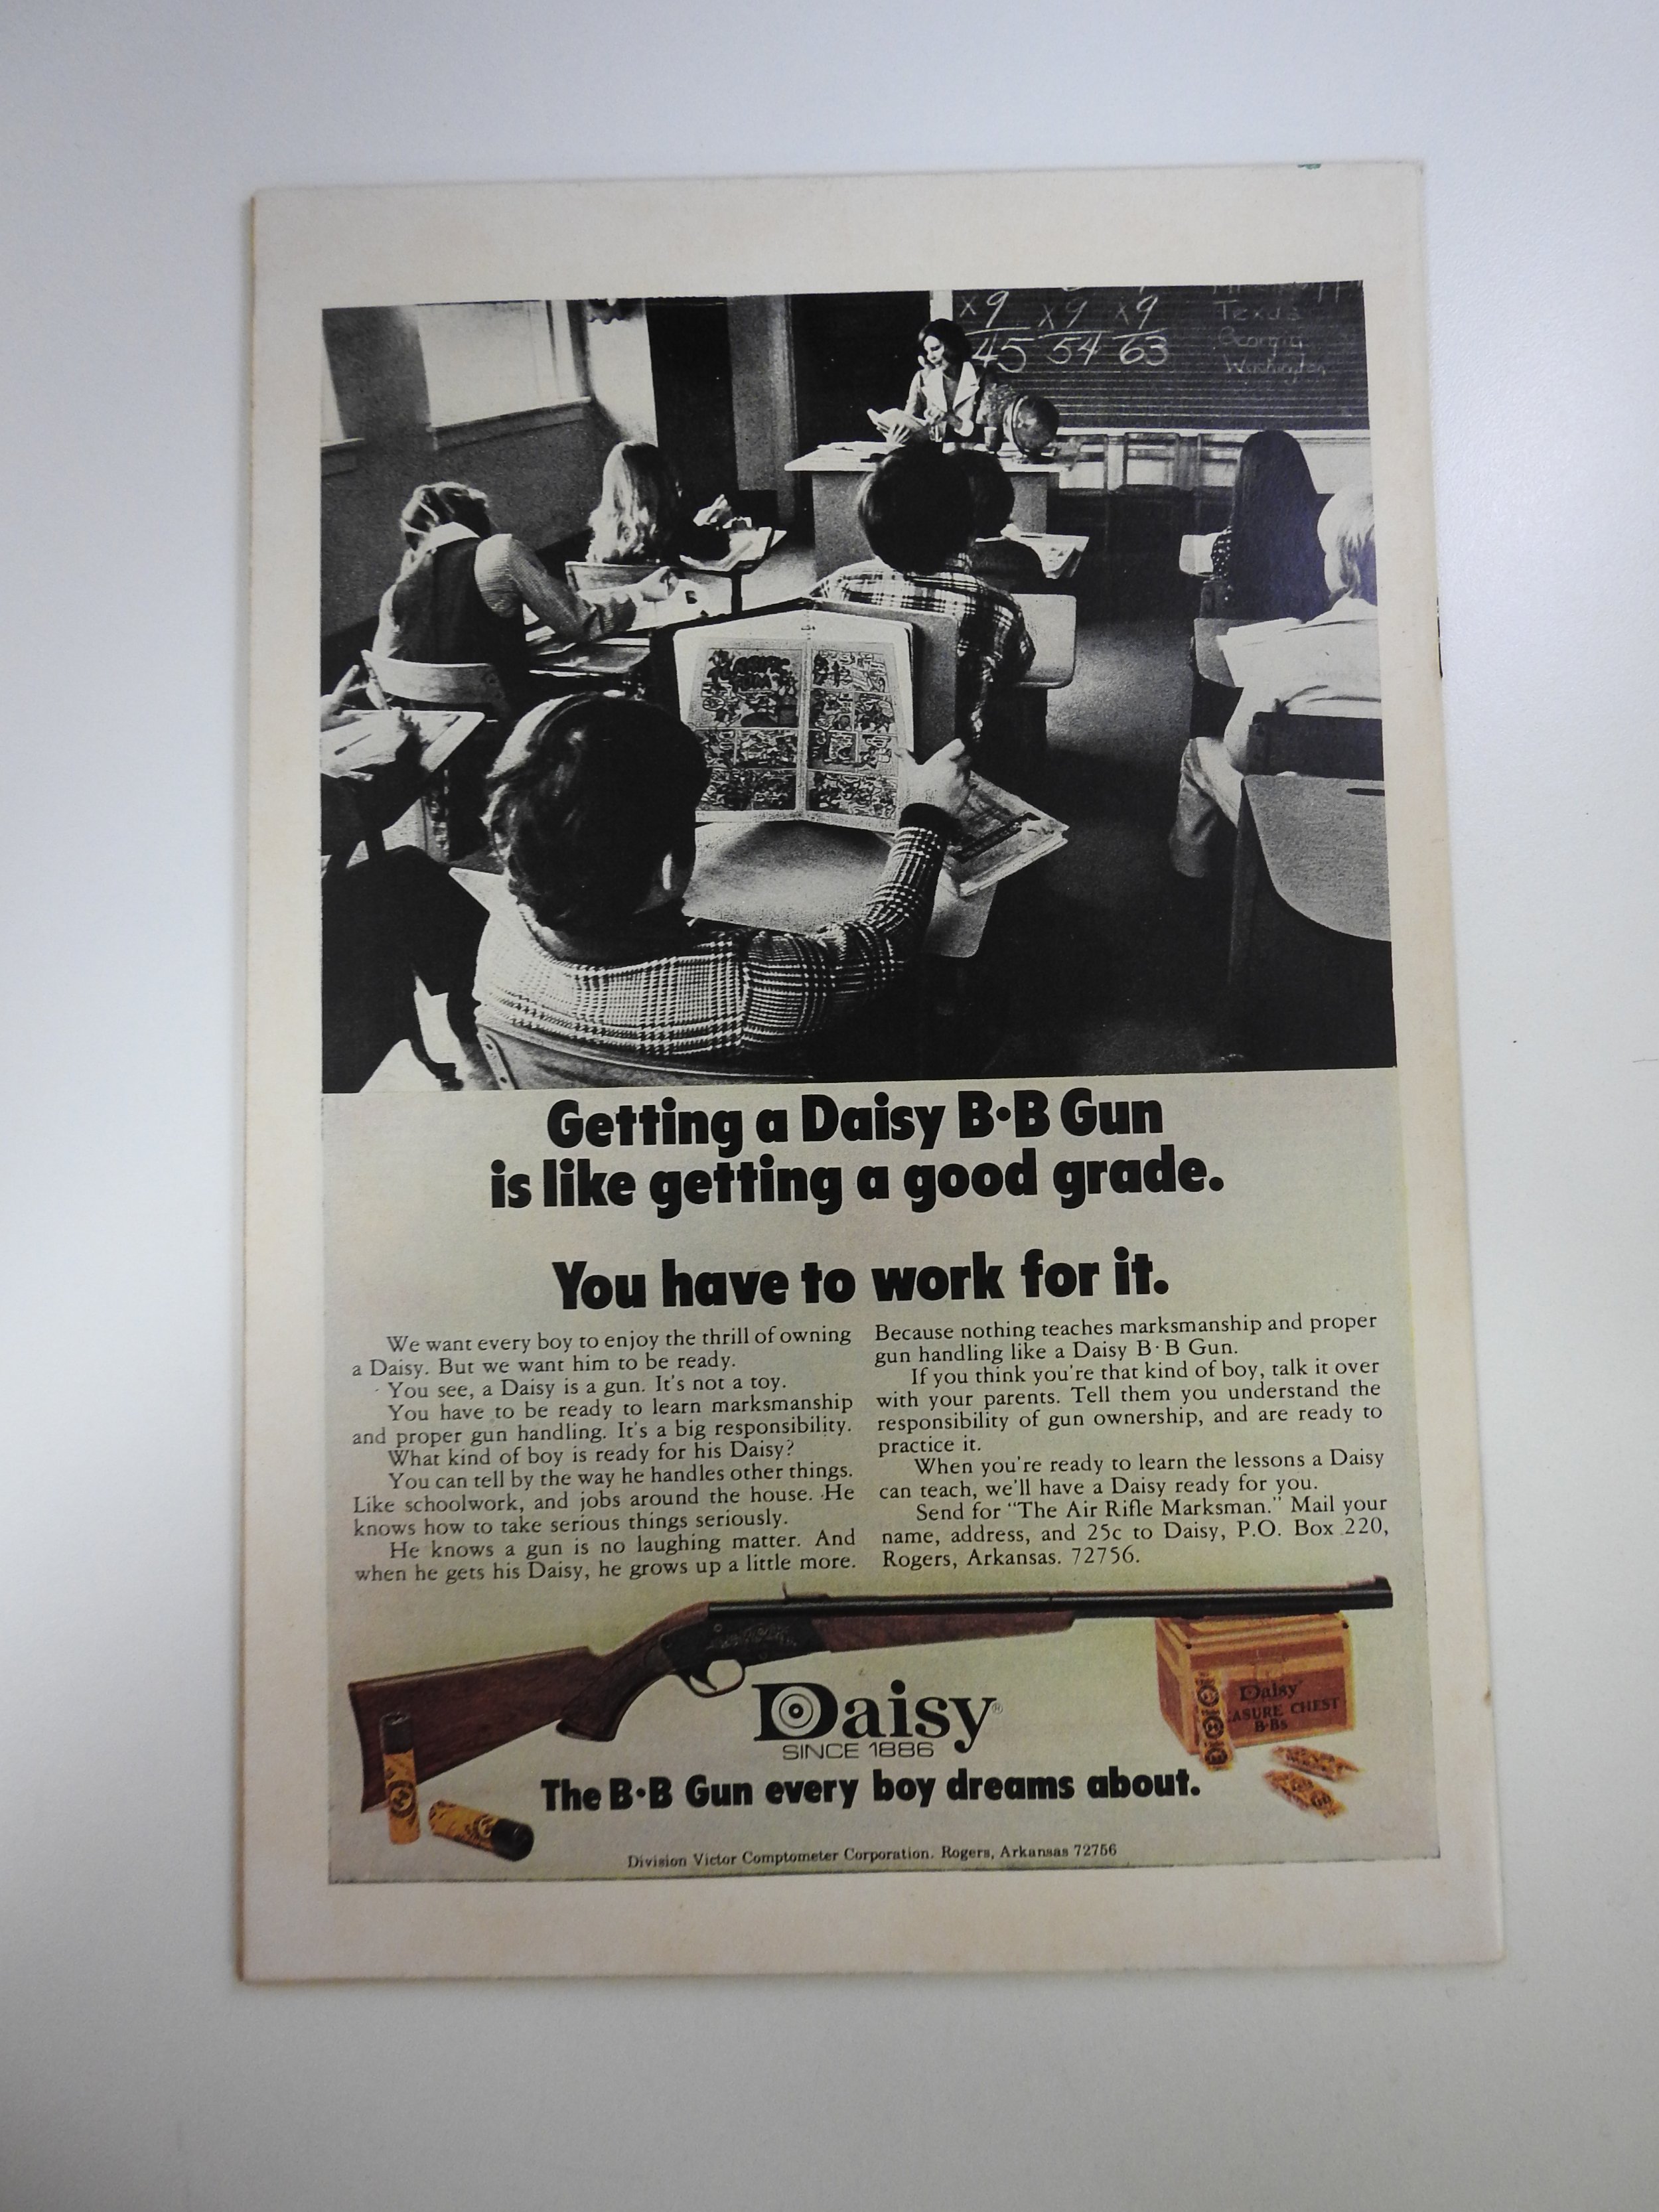 x9 x9 x9
45 54 63
Texas
Georgia
Washington
Getting a Daisy B·B Gun
is like getting a good grade.
You have to work for it.
We want every boy to enjoy the thrill of owning
a Daisy. But we want him to be ready.
You see, a Daisy is a gun. It's not a toy.
You have to be ready to learn marksmanship
and proper gun handling. It's a big responsibility.
What kind of boy is ready for his Daisy?
You can tell by the way he handles other things.
Like schoolwork, and jobs around the house. He
knows how to take serious things seriously.
He knows a gun is no laughing matter. And
when he gets his Daisy, he grows up a little more.
Because nothing teaches marksmanship and proper
gun handling like a Daisy B·B Gun.
If you think you're that kind of boy, talk it over
with your parents. Tell them you understand the
responsibility of gun ownership, and are ready to
practice it.
When you're ready to learn the lessons a Daisy
can teach, we'll have a Daisy ready for you.
Send for "The Air Rifle Marksman." Mail your
name, address, and 25c to Daisy, P.O. Box 220,
Rogers, Arkansas. 72756.
Daisy®
SINCE 1886
Daisy
ASURE CHEST
B·Bs
The B·B Gun every boy dreams about.
Division Victor Comptometer Corporation. Rogers, Arkansas 72756